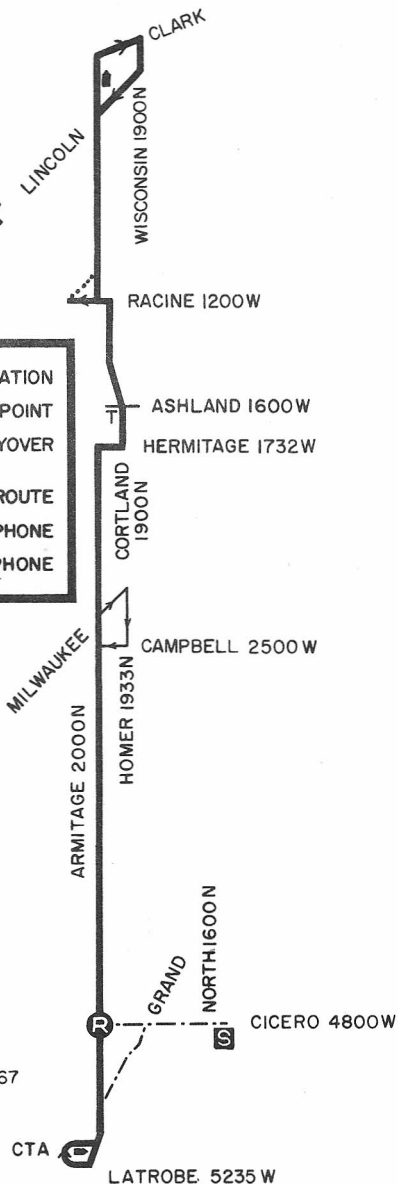 CLARK
LINCOLN
WISCONSIN 1900N
RACINE 1200W
ATION
POINT
YOVER
ROUTE
PHONE
PHONE
T
ASHLAND 1600W
HERMITAGE 1732W
CORTLAND
1900N
MILWAUKEE
CAMPBELL 2500W
HOMER 1933N
ARMITAGE 2000N
GRAND
NORTH 1600N
R
S
CICERO 4800W
67
CTA
LATROBE 5235W